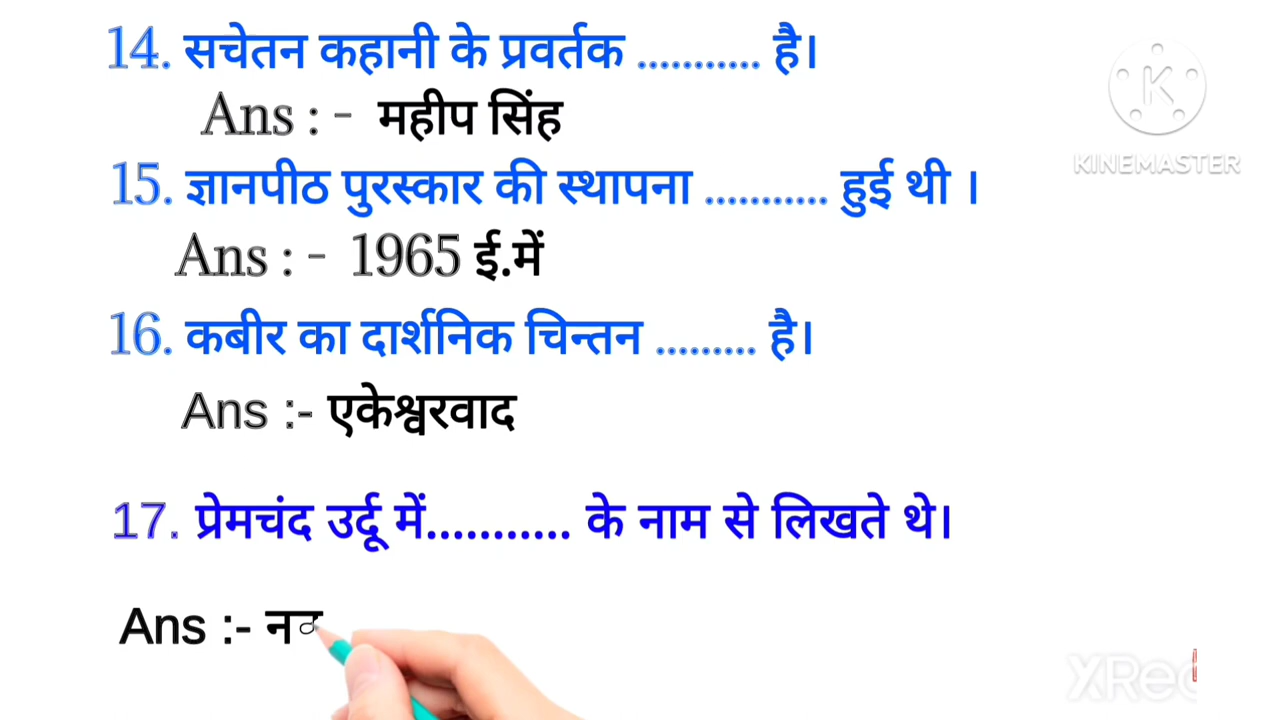 14. सचेतन कहानी के प्रवर्तक ........... है।
KINEMASTER
Ans : - महीप सिंह
15. ज्ञानपीठ पुरस्कार की स्थापना ........... हुई थी ।
Ans : - 1965 ई.में
16. कबीर का दार्शनिक चिन्तन ......... है।
Ans :- एकेश्वरवाद
17. प्रेमचंद उर्दू में........... के नाम से लिखते थे।
Ans :- न